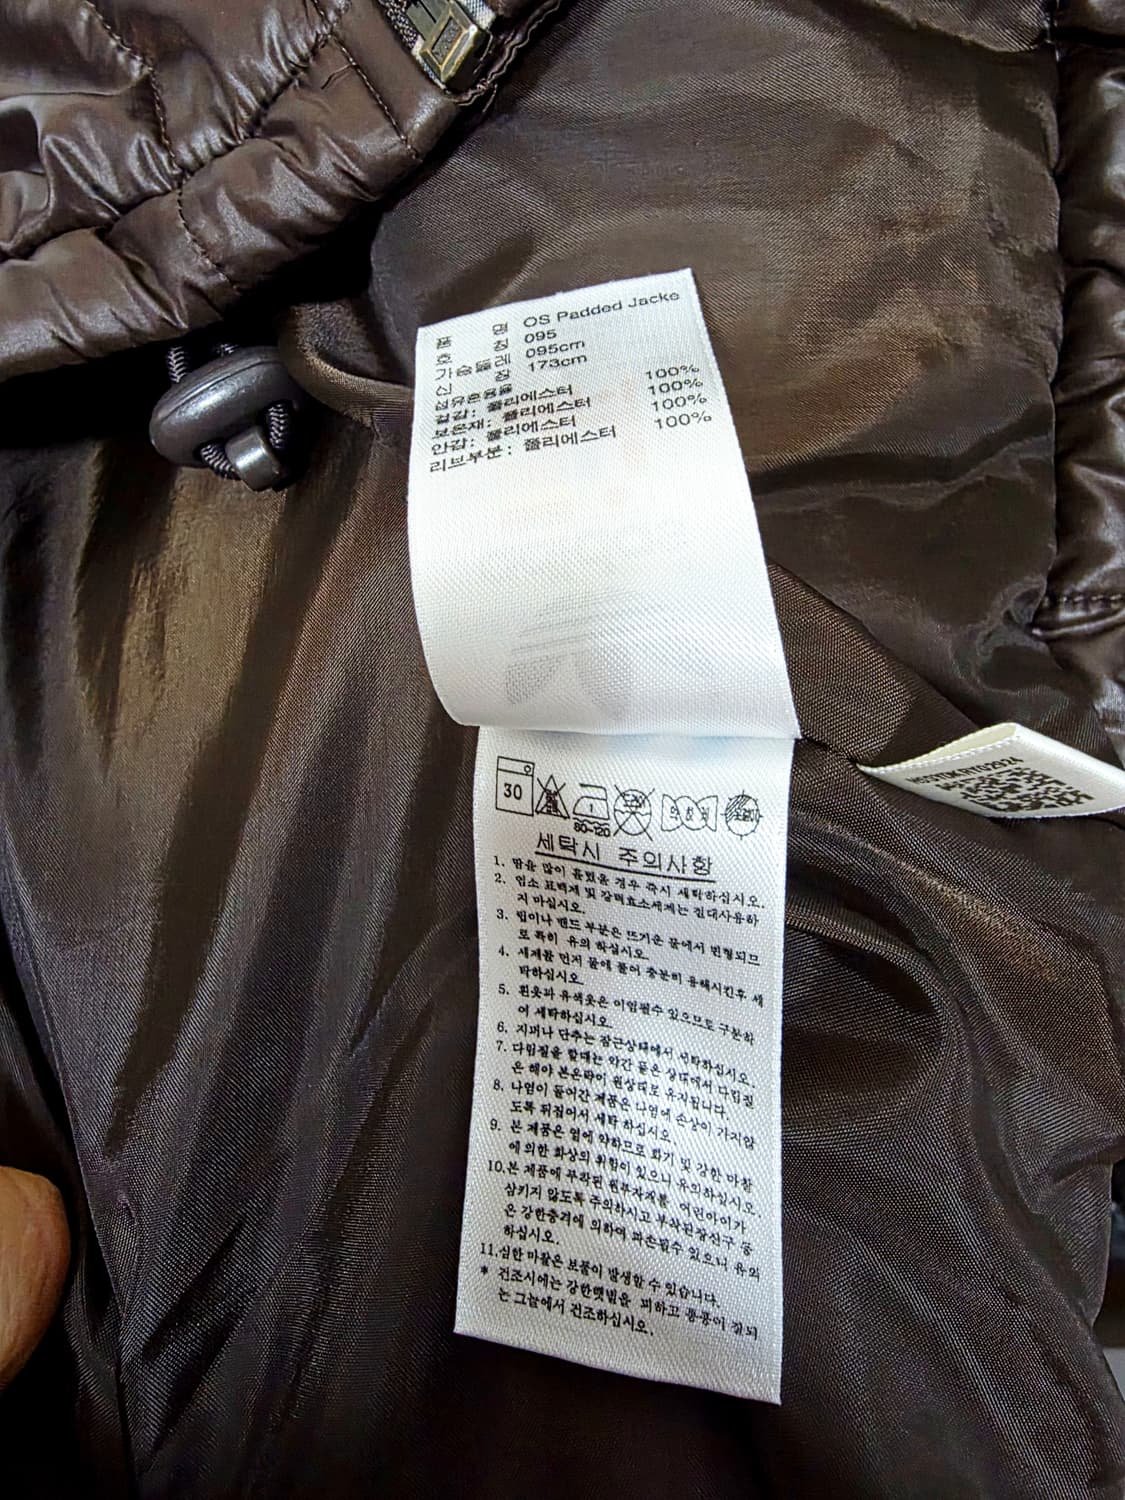 품 명 OS Padded Jacke
호 칭 095
가슴둘레 095cm
신 장 173cm
섬유혼용율
겉감: 폴리에스터 100%
보온재: 폴리에스터 100%
안감: 폴리에스터 100%
리브부분: 폴리에스터 100%
30
80-120
세탁시 주의사항
1. 땀을 많이 흘렸을 경우 즉시 세탁하십시오.
2. 염소 표백제 및 강력효소세제는 절대사용하
지 마십시오.
3. 립이나 밴드 부분은 뜨거운 물에서 변형되므
로 특히 유의 하십시오.
4. 세제를 먼저 물에 풀어 충분히 용해시킨후 세
탁하십시오.
5. 흰옷과 유색옷은 이염될수 있으므로 구분하
여 세탁하십시오.
6. 지퍼나 단추는 잠근상태에서 세탁하십시오.
7. 다림질을 할때는 약간 덜은 상태에서 다림질
은 해야 본온력이 원상태로 유지됩니다.
8. 나염이 들어간 제품은 나염에 손상이 가지않
도록 뒤집어서 세탁 하십시오.
9. 본 제품은 열에 약하므로 화기 및 강한 마찰
에 의한 화상의 위험이 있으니 유의하십시오.
10.본 제품에 부착된 원부자재를 어린아이가
삼키지 않도록 주의하시고 부착된장신구 등
은 강한충격에 의하여 파손될수 있으니 유의
하십시오.
11.심한 마찰은 보풀이 발생할 수 있습니다.
* 건조시에는 강한햇빛을 피하고 통풍이 잘되
는 그늘에서 건조하십시오.